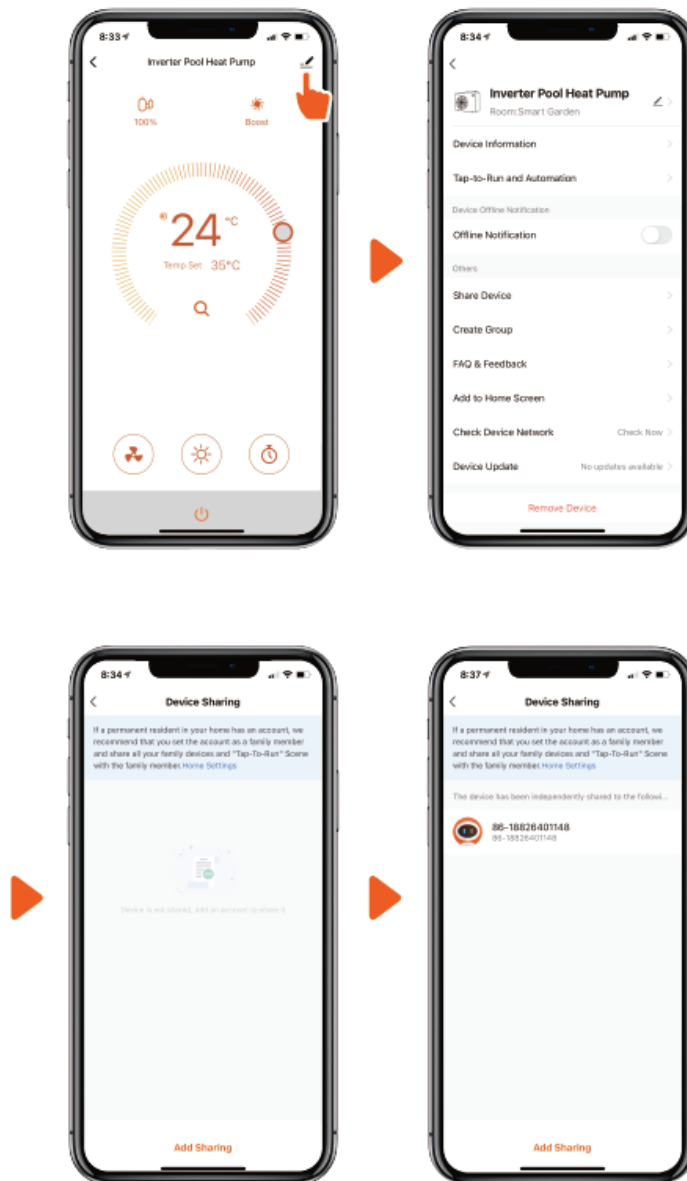 8:33
Inverter Pool Heat Pump
100%
Boost
24 °C
Temp Set 35°C
8:34
Inverter Pool Heat Pump
Room:Smart Garden
Device Information
Tap-to-Run and Automation
Device Offline Notification
Offline Notification
Others
Share Device
Create Group
FAQ & Feedback
Add to Home Screen
Check Device Network Check Now
Device Update No updates available
Remove Device
8:34
Device Sharing
If a permanent resident in your home has an account, we
recommend that you set the account as a family member
and share all your family devices and "Tap-To-Run" Scene
with the family member. Home Settings
Device is not shared, add an account to share it
Add Sharing
8:37
Device Sharing
If a permanent resident in your home has an account, we
recommend that you set the account as a family member
and share all your family devices and "Tap-To-Run" Scene
with the family member. Home Settings
The device has been independently shared to the followi...
86-18826401148
86-18826401148
Add Sharing